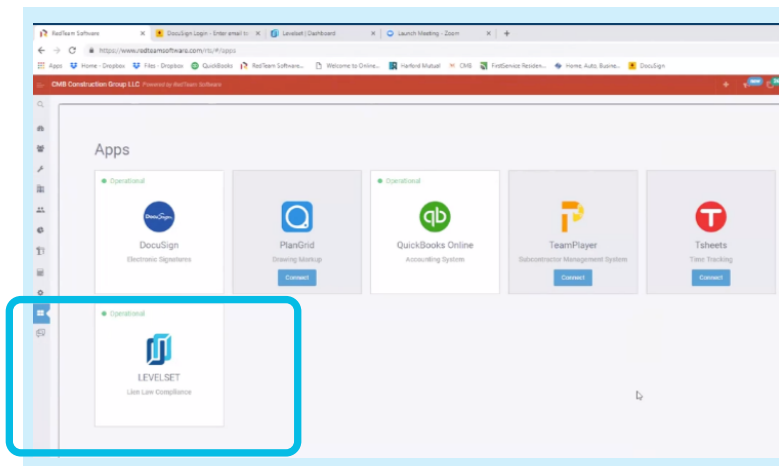 RedTeam Software
DocuSign Login - Enter email to
Levelset | Dashboard
Launch Meeting - Zoom
https://www.redteamsoftware.com/rts/#/apps
Apps Home - Dropbox Files - Dropbox QuickBooks RedTeam Software... Welcome to Online... Harford Mutual CMB FirstService Residen... Home, Auto, Busine... DocuSign
CMB Construction Group LLC Powered by RedTeam Software
Apps
Operational
DocuSign
DocuSign
Electronic Signatures
PlanGrid
Drawing Markup
Connect
Operational
qb
QuickBooks Online
Accounting System
TeamPlayer
Subcontractor Management System
Connect
T
Tsheets
Time Tracking
Connect
Operational
LEVELSET
Lien Law Compliance